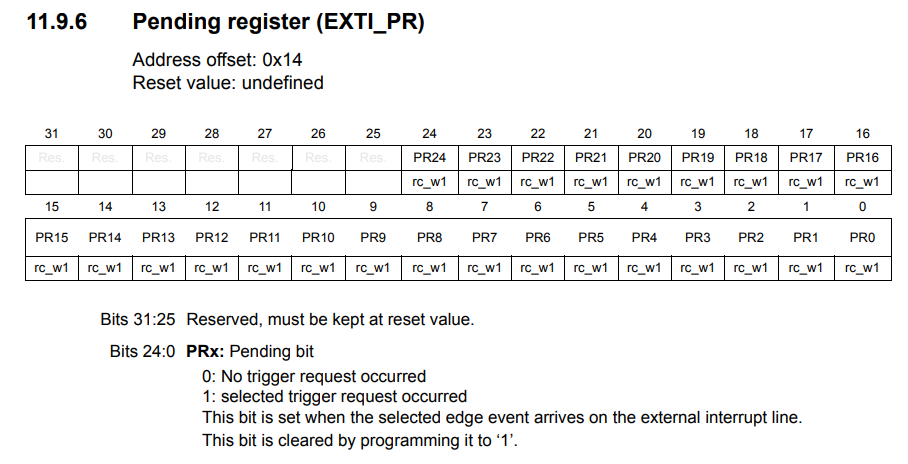 11.9.6 Pending register (EXTI_PR)
Address offset: 0x14
Reset value: undefined
31 30 29 28 27 26 25 24 23 22 21 20 19 18 17 16
Res. Res. Res. Res. Res. Res. Res. PR24 PR23 PR22 PR21 PR20 PR19 PR18 PR17 PR16
rc_w1 rc_w1 rc_w1 rc_w1 rc_w1 rc_w1 rc_w1 rc_w1 rc_w1
15 14 13 12 11 10 9 8 7 6 5 4 3 2 1 0
PR15 PR14 PR13 PR12 PR11 PR10 PR9 PR8 PR7 PR6 PR5 PR4 PR3 PR2 PR1 PR0
rc_w1 rc_w1 rc_w1 rc_w1 rc_w1 rc_w1 rc_w1 rc_w1 rc_w1 rc_w1 rc_w1 rc_w1 rc_w1 rc_w1 rc_w1 rc_w1
Bits 31:25 Reserved, must be kept at reset value.
Bits 24:0 PRx: Pending bit
0: No trigger request occurred
1: selected trigger request occurred
This bit is set when the selected edge event arrives on the external interrupt line.
This bit is cleared by programming it to ‘1’.